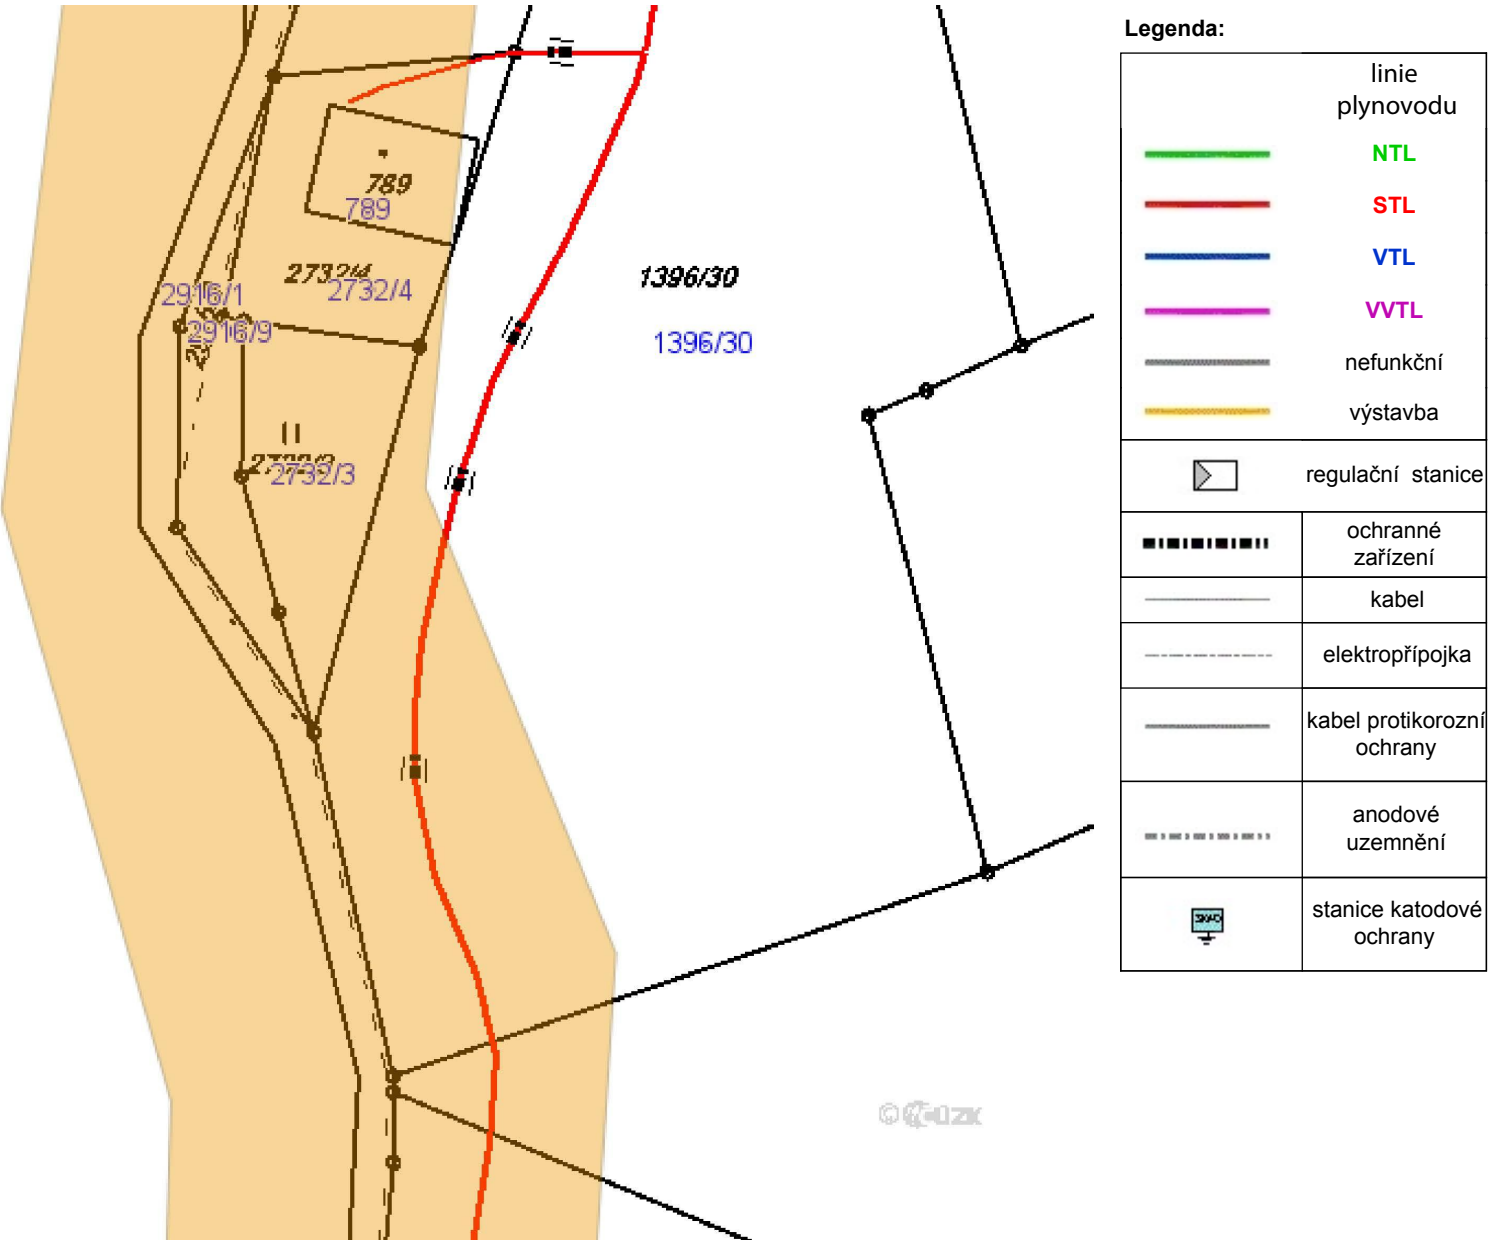 Legenda:
linie
plynovodu
NTL
STL
VTL
VVTL
nefunkční
výstavba
regulační stanice
ochranné
zařízení
kabel
elektropřípojka
kabel protikorozní
ochrany
anodové
uzemnění
stanice katodové
ochrany
789
789
2732/4
2732/4
2916/1
2916/9
2732/3
1396/30
1396/30